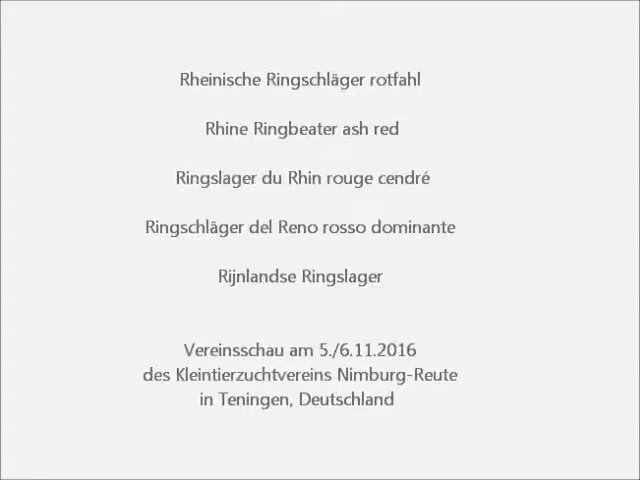 Rheinische Ringschläger rotfahl
Rhine Ringbeater ash red
Ringslager du Rhin rouge cendré
Ringschläger del Reno rosso dominante
Rijnlandse Ringslager
Vereinsschau am 5./6.11.2016
des Kleintierzuchtvereins Nimburg-Reute
in Teningen, Deutschland